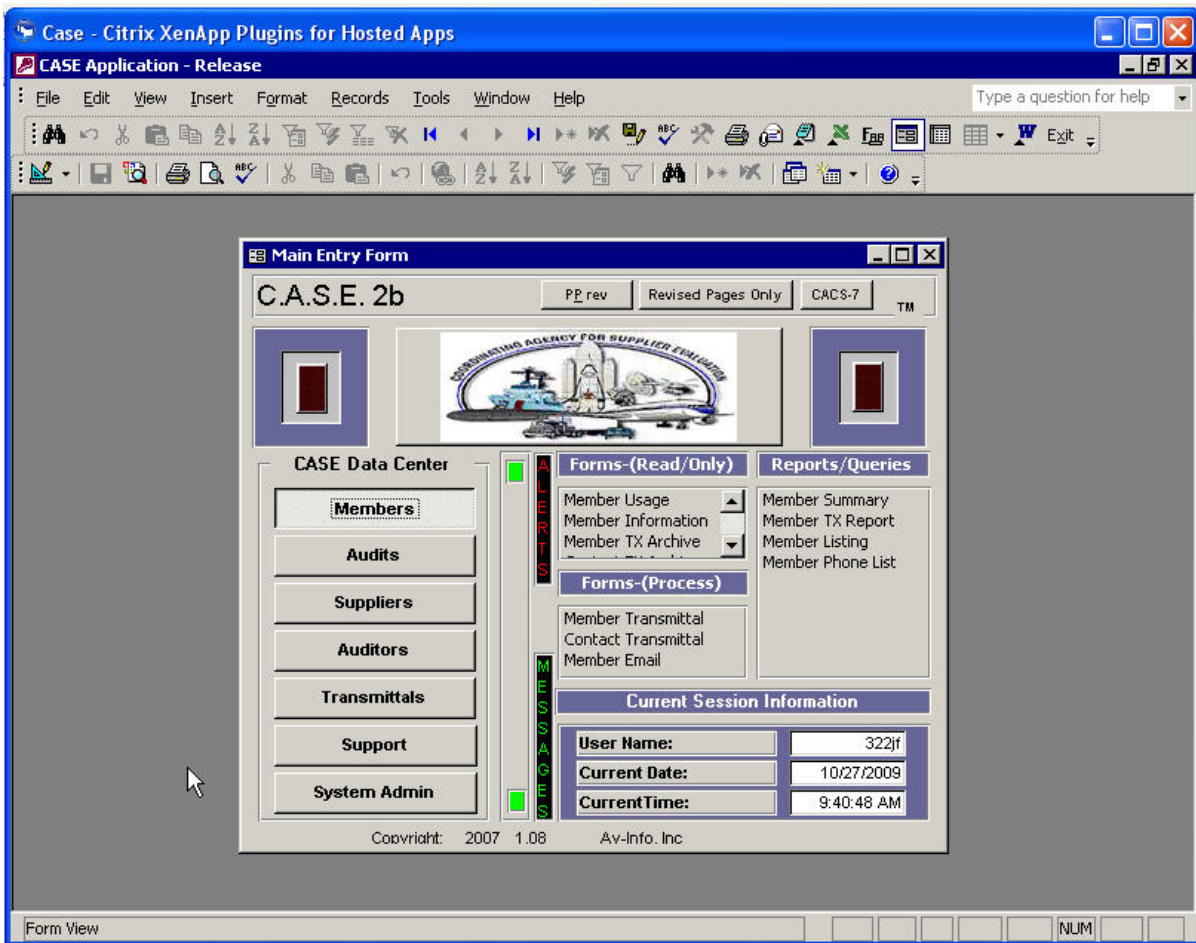 Case - Citrix XenApp Plugins for Hosted Apps
CASE Application - Release
File Edit View Insert Format Records Tools Window Help
Type a question for help
Exit
Main Entry Form
C.A.S.E. 2b
PP rev
Revised Pages Only
CACS-7
TM
COORDINATING AGENCY FOR SUPPLIER EVALUATION
CASE Data Center
Members
Audits
Suppliers
Auditors
Transmittals
Support
System Admin
ALERTS
MESSAGES
Forms-(Read/Only)
Member Usage
Member Information
Member TX Archive
Forms-(Process)
Member Transmittal
Contact Transmittal
Member Email
Reports/Queries
Member Summary
Member TX Report
Member Listing
Member Phone List
Current Session Information
User Name: 322jf
Current Date: 10/27/2009
CurrentTime: 9:40:48 AM
Copyright: 2007 1.08 Av-Info. Inc
Form View
NUM